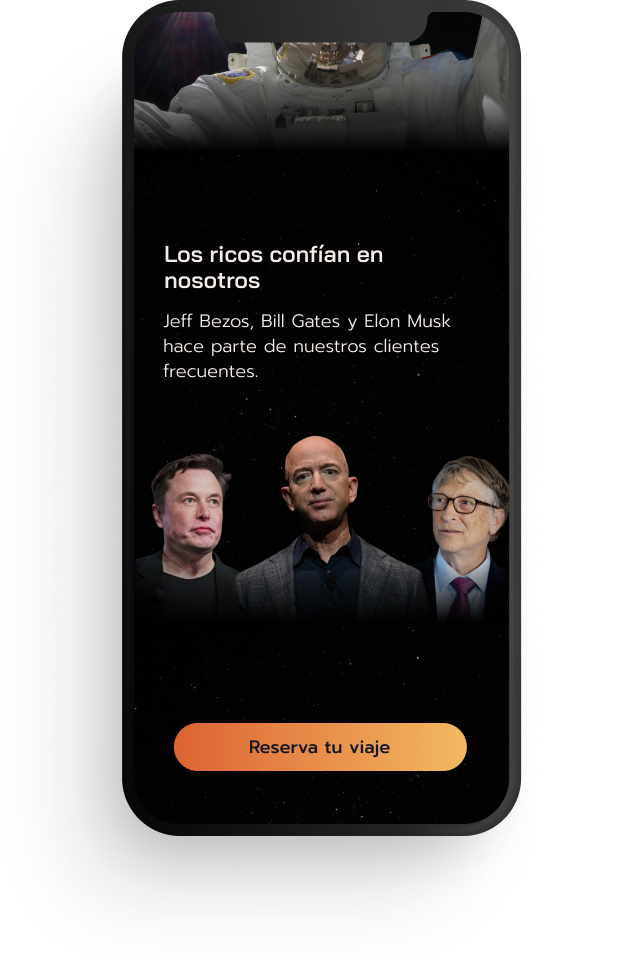 Los ricos confían en
nosotros
Jeff Bezos, Bill Gates y Elon Musk
hace parte de nuestros clientes
frecuentes.
Reserva tu viaje